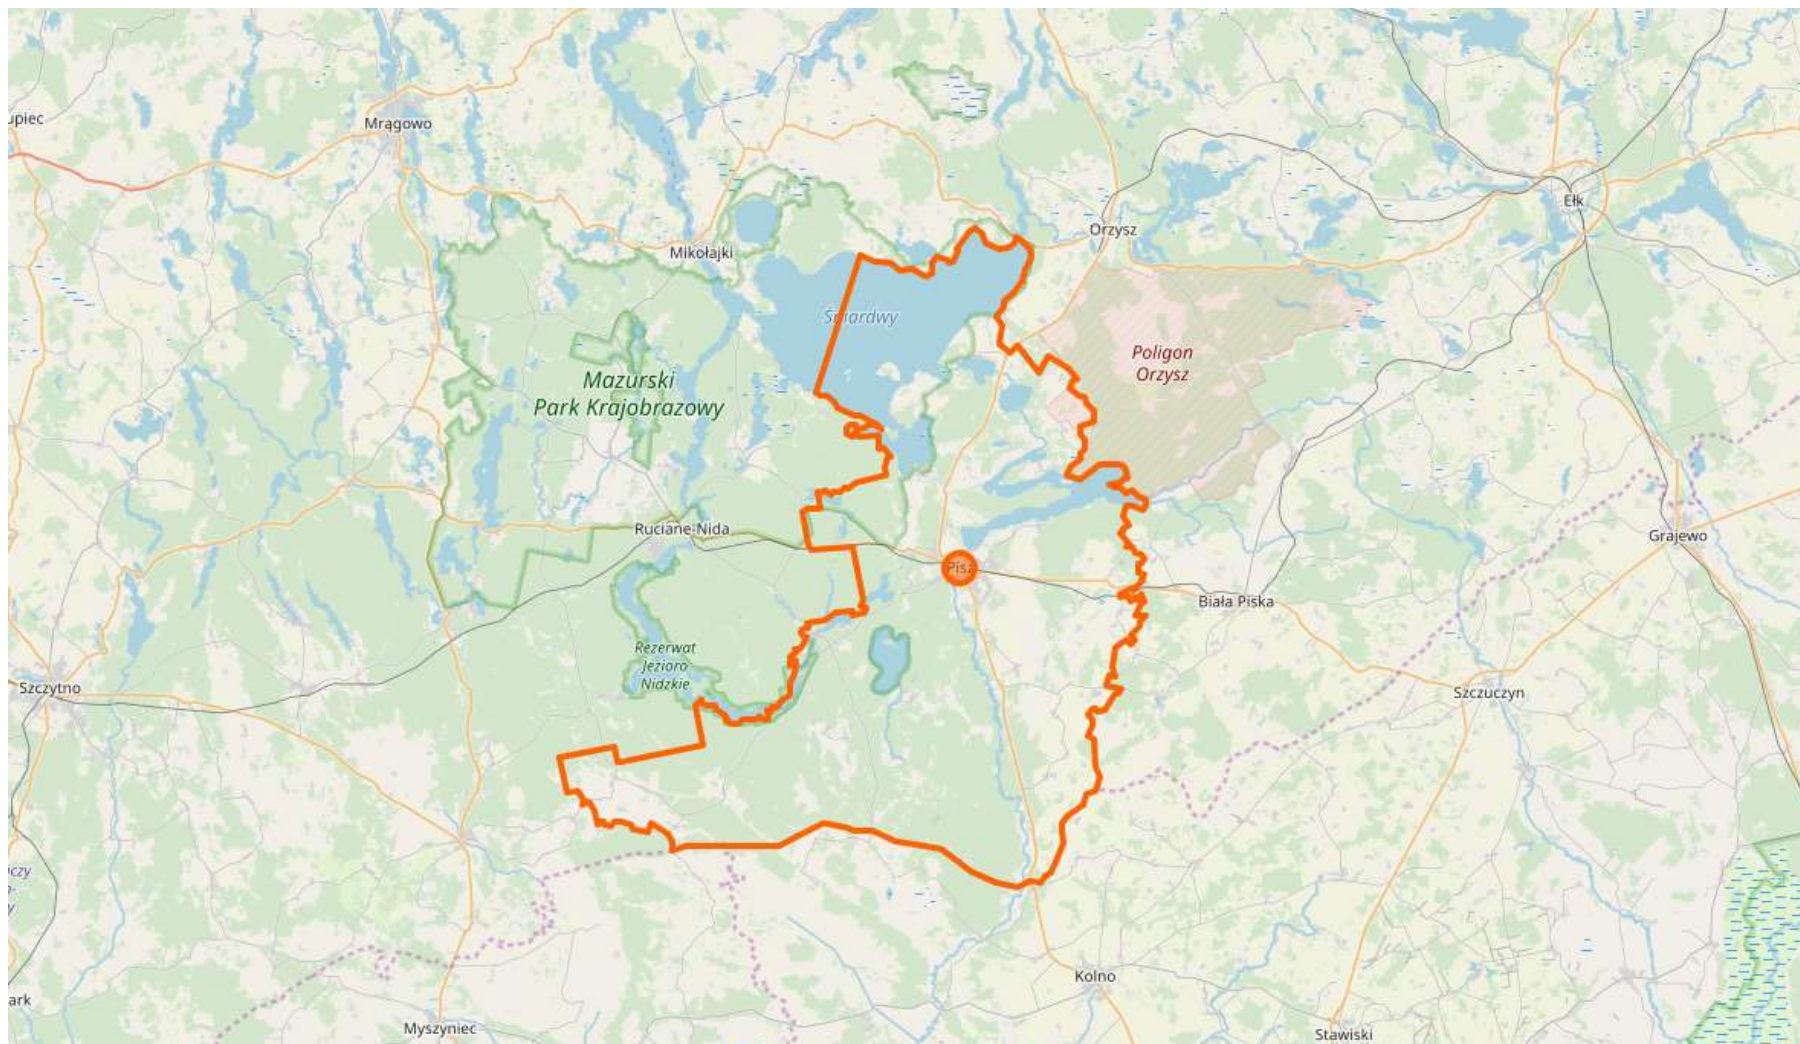 upiec
Mrągowo
Ełk
Orzysz
Mikołajki
Śniardwy
Poligon
Orzysz
Mazurski
Park Krajobrazowy
Ruciane-Nida
Grajewo
Pisz
Biała Piska
Rezerwat
Jezioro
Nidzkie
Szczytno
Szczuczyn
Kolno
ark
Myszyniec
Stawiski